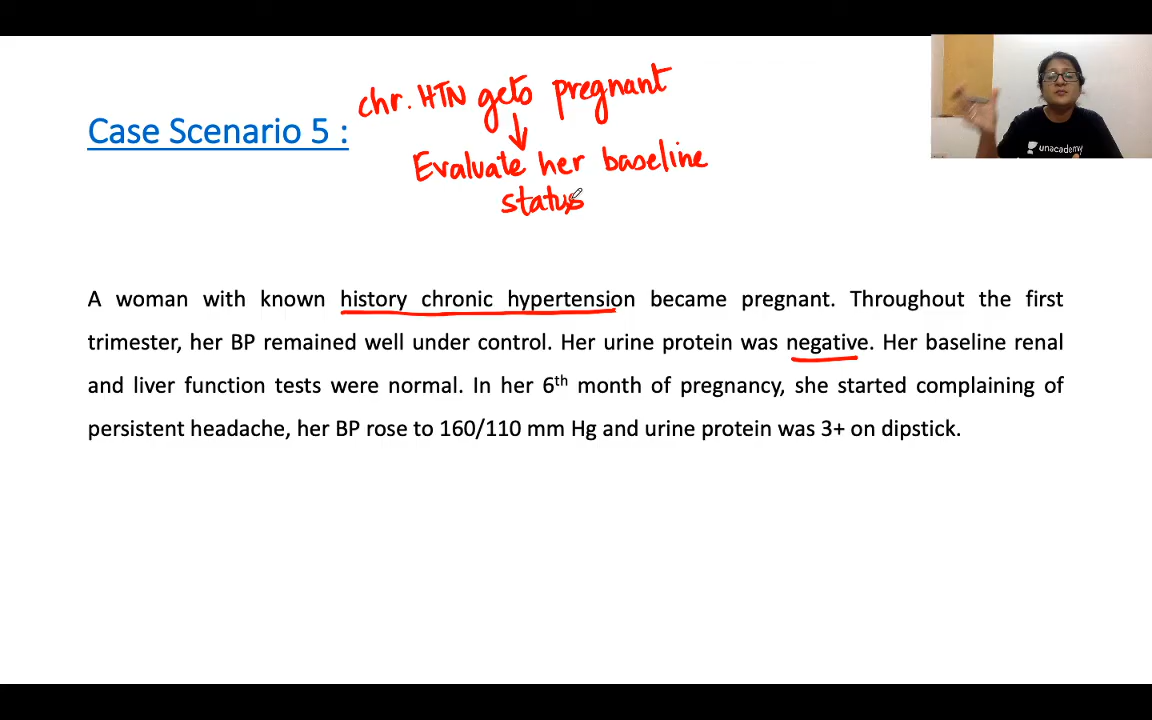 chr. HTN gets pregnant
Case Scenario 5 :
Evaluate her baseline
status
unacademy
A woman with known history chronic hypertension became pregnant. Throughout the first
trimester, her BP remained well under control. Her urine protein was negative. Her baseline renal
and liver function tests were normal. In her 6th month of pregnancy, she started complaining of
persistent headache, her BP rose to 160/110 mm Hg and urine protein was 3+ on dipstick.